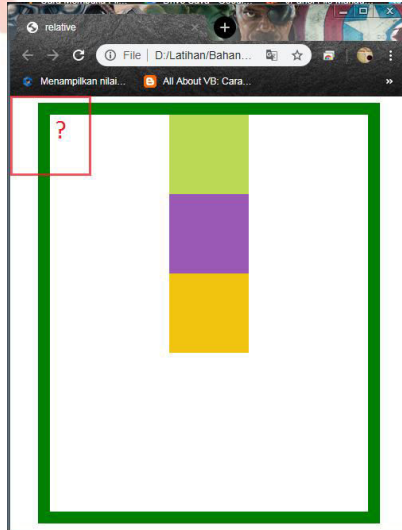 relative
File
D:/Latihan/Bahan...
Menampilkan nilai...
All About VB: Cara...
»
?